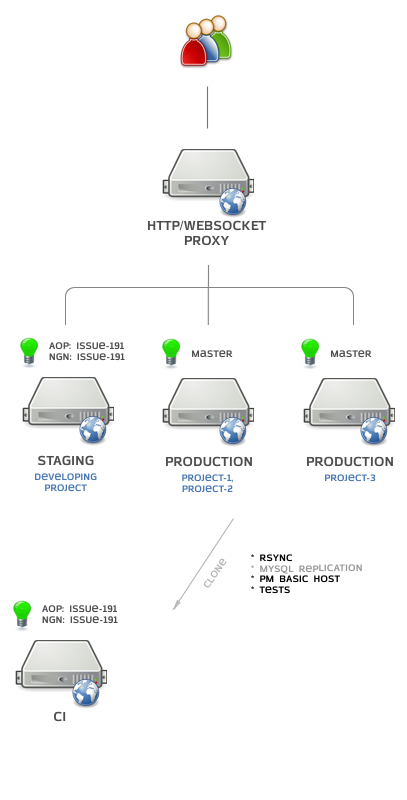 HTTP/WEBSOCKET
PROXY
AOP: ISSUE-191
NGN: ISSUE-191
MASTER
MASTER
STAGING
DEVELOPING
PROJECT
PRODUCTION
PROJECT-1,
PROJECT-2
PRODUCTION
PROJECT-3
CLONE
* RSYNC
* MYSQL REPLICATION
* PM BASIC HOST
* TESTS
AOP: ISSUE-191
NGN: ISSUE-191
CI